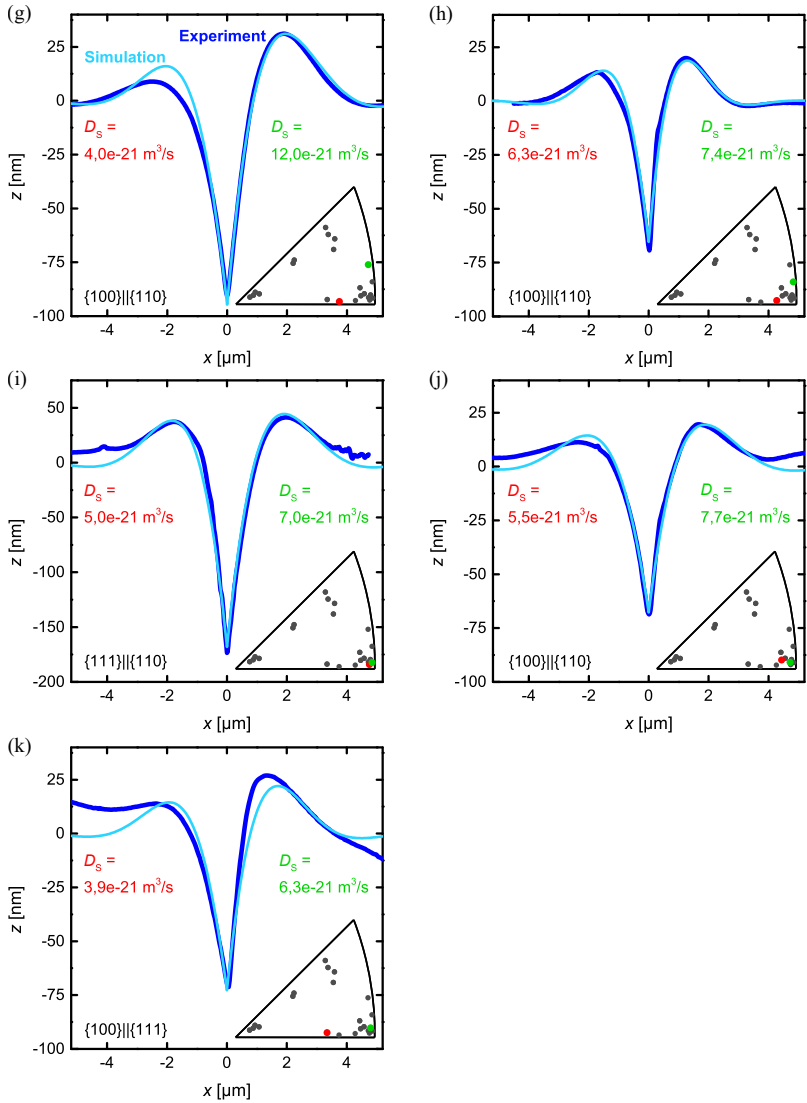 (g)
Experiment
Simulation
D_S =
4,0e-21 m³/s
D_S =
12,0e-21 m³/s
{100}||{110}
z [nm]
25
0
-25
-50
-75
-100
-4
-2
0
2
4
x [µm]
(h)
D_S =
6,3e-21 m³/s
D_S =
7,4e-21 m³/s
{100}||{110}
z [nm]
25
0
-25
-50
-75
-100
-4
-2
0
2
4
x [µm]
(i)
D_S =
5,0e-21 m³/s
D_S =
7,0e-21 m³/s
{111}||{110}
z [nm]
50
0
-50
-100
-150
-200
-4
-2
0
2
4
x [µm]
(j)
D_S =
5,5e-21 m³/s
D_S =
7,7e-21 m³/s
{100}||{110}
z [nm]
25
0
-25
-50
-75
-100
-4
-2
0
2
4
x [µm]
(k)
D_S =
3,9e-21 m³/s
D_S =
6,3e-21 m³/s
{100}||{111}
z [nm]
25
0
-25
-50
-75
-100
-4
-2
0
2
4
x [µm]